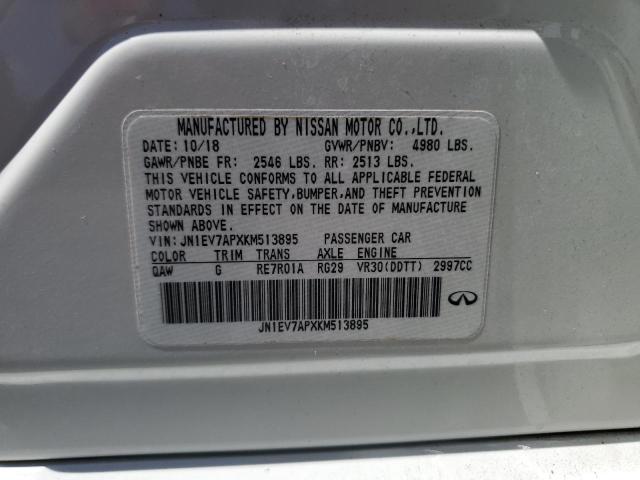 MANUFACTURED BY NISSAN MOTOR CO.,LTD.
DATE: 10/18 GVWR/PNBV: 4980 LBS.
GAWR/PNBE FR: 2546 LBS. RR: 2513 LBS.
THIS VEHICLE CONFORMS TO ALL APPLICABLE FEDERAL
MOTOR VEHICLE SAFETY,BUMPER,AND THEFT PREVENTION
STANDARDS IN EFFECT ON THE DATE OF MANUFACTURE
SHOWN ABOVE.
VIN:JN1EV7APXKM513895 PASSENGER CAR
COLOR TRIM TRANS AXLE ENGINE
QAW G RE7R01A RG29 VR30(DDTT) 2997CC
JN1EV7APXKM513895